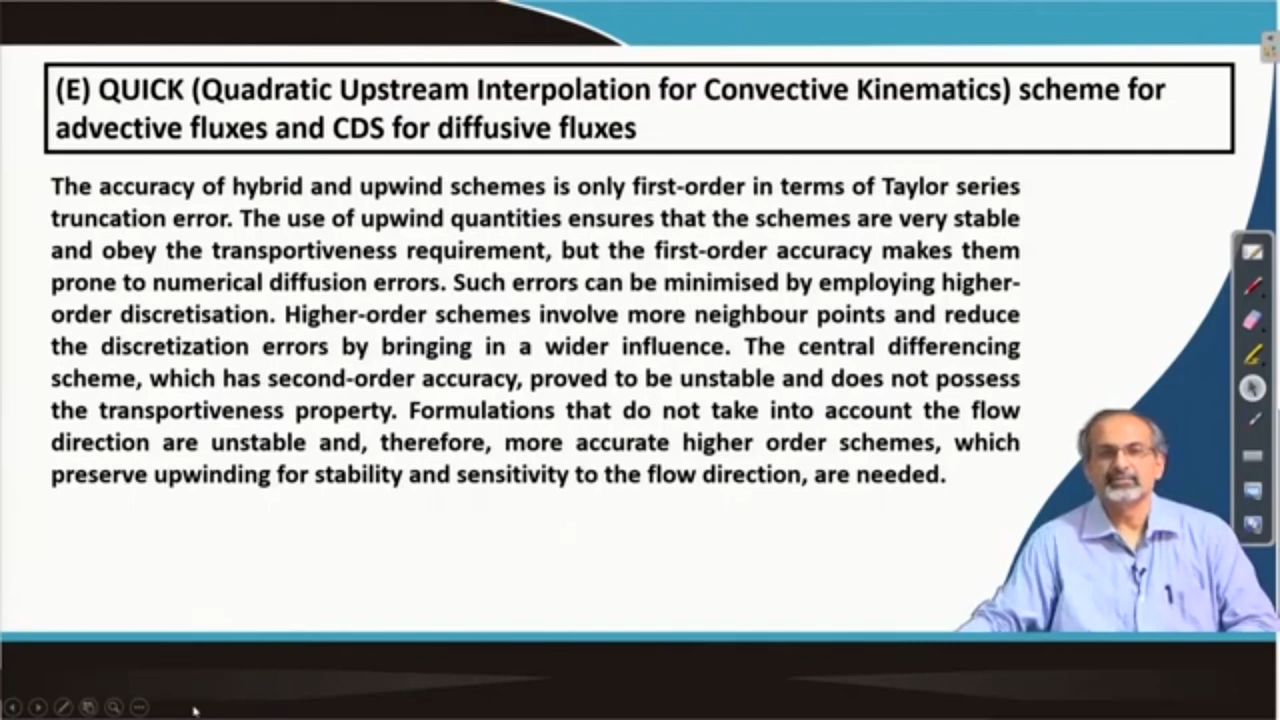 (E) QUICK (Quadratic Upstream Interpolation for Convective Kinematics) scheme for
advective fluxes and CDS for diffusive fluxes
The accuracy of hybrid and upwind schemes is only first-order in terms of Taylor series
truncation error. The use of upwind quantities ensures that the schemes are very stable
and obey the transportiveness requirement, but the first-order accuracy makes them
prone to numerical diffusion errors. Such errors can be minimised by employing higher-
order discretisation. Higher-order schemes involve more neighbour points and reduce
the discretization errors by bringing in a wider influence. The central differencing
scheme, which has second-order accuracy, proved to be unstable and does not possess
the transportiveness property. Formulations that do not take into account the flow
direction are unstable and, therefore, more accurate higher order schemes, which
preserve upwinding for stability and sensitivity to the flow direction, are needed.